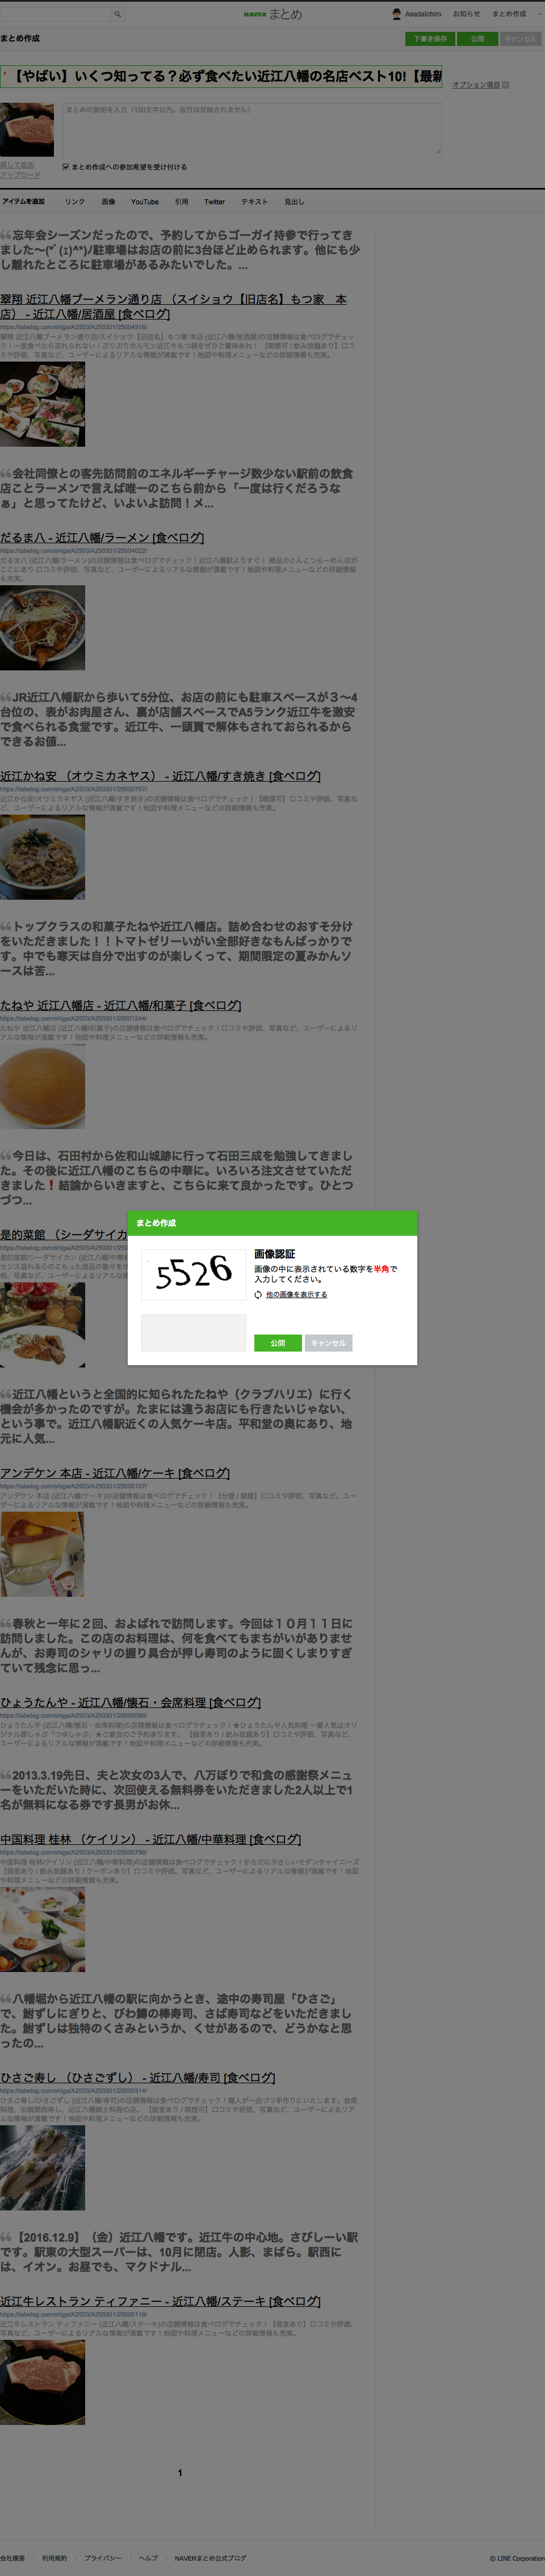 NAVER まとめ
AsadaIchiro お知らせ まとめ作成
まとめ作成
下書き保存 公開 キャンセル
【やばい】いくつ知ってる？必ず食べたい近江八幡の名店ベスト10!【最新
オプション項目
まとめの説明を入力（150文字以内。改行は反映されません）
探して追加
アップロード
まとめ作成への参加希望を受け付ける
アイテムを追加 リンク 画像 YouTube 引用 Twitter テキスト 見出し
忘年会シーズンだったので、予約してからゴーガイ持参で行ってき
駐車場はお店の前に3台ほど止められます。他にも少
し離れたところに駐車場があるみたいでした。...
翠翔 近江八幡ブーメラン通り店 （スイショウ【旧店名】もつ家　本
店） - 近江八幡/居酒屋 [食べログ]
https://tabelog.com/shiga/A2503/A250301/25004516/
翠翔 近江八幡ブーメラン通り店/スイショウ【旧店名】もつ家 本店 (近江八幡/居酒屋)の店舗情報は食べログでチェッ
ク！一度食べたら忘れられない！ぷりぷりホルモン近江牛もつ鍋をぜひご賞味あれ！ 【喫煙可 / 飲み放題あり】口コ
ミや評価、写真など、ユーザーによるリアルな情報が満載です！地図や料理メニューなどの詳細情報も充実。
会社同僚との客先訪問前のエネルギーチャージ数少ない駅前の飲食
店ことラーメンで言えば唯一のこちら前から「一度は行くだろうな
ぁ」と思ってたけど、いよいよ訪問！メ...
だるま八 - 近江八幡/ラーメン [食べログ]
https://tabelog.com/shiga/A2503/A250301/25004022/
だるま八 (近江八幡/ラーメン)の店舗情報は食べログでチェック！近江八幡駅よりすぐ！ 絶品のとんこつらーめん店が
ここにあり 口コミや評価、写真など、ユーザーによるリアルな情報が満載です！地図や料理メニューなどの詳細情報
も充実。
JR近江八幡駅から歩いて5分位、お店の前にも駐車スペースが３〜4
台位の、表がお肉屋さん、裏が店舗スペースでA5ランク近江牛を激安
で食べられる食堂です。近江牛、一頭買で解体もされておられるから
できるお値...
近江かね安 （オウミカネヤス） - 近江八幡/すき焼き [食べログ]
https://tabelog.com/shiga/A2503/A250301/25000757/
近江かね安/オウミカネヤス (近江八幡/すき焼き)の店舗情報は食べログでチェック！【喫煙可】口コミや評価、写真な
ど、ユーザーによるリアルな情報が満載です！地図や料理メニューなどの詳細情報も充実。
トップクラスの和菓子たねや近江八幡店。詰め合わせのおすそ分け
をいただきました！！トマトゼリーいがい全部好きなもんばっかりで
す。中でも寒天は自分で出すのが楽しくって、期間限定の夏みかんソ
ースは苦...
たねや 近江八幡店 - 近江八幡/和菓子 [食べログ]
https://tabelog.com/shiga/A2503/A250301/25001244/
たねや 近江八幡店 (近江八幡/和菓子)の店舗情報は食べログでチェック！口コミや評価、写真など、ユーザーによるリ
アルな情報が満載です！地図や料理メニューなどの詳細情報も充実。
今日は、石田村から佐和山城跡に行って石田三成を勉強してきまし
た。その後に近江八幡のこちらの中華に。いろいろ注文させていただ
きました！結論からいきますと、こちらに来て良かったです。ひとつ
づつ...
是的菜館 （シーダサイカ
まとめ作成
5526
画像認証
画像の中に表示されている数字を半角で
入力してください。
他の画像を表示する
公開 キャンセル
近江八幡というと全国的に知られたたねや（クラブハリエ）に行く
機会が多かったのですが。たまには違うお店にも行きたいじゃない、
という事で。近江八幡駅近くの人気ケーキ店。平和堂の奥にあり、地
元に人気...
アンデケン 本店 - 近江八幡/ケーキ [食べログ]
https://tabelog.com/shiga/A2503/A250301/25000107/
アンデケン 本店 (近江八幡/ケーキ)の店舗情報は食べログでチェック！【分煙 / 禁煙】口コミや評価、写真など、ユー
ザーによるリアルな情報が満載です！地図や料理メニューなどの詳細情報も充実。
春秋と一年に２回、およばれで訪問します。今回は１０月１１日に
訪問しました。この店のお料理は、何を食べてもまちがいがありませ
んが、お寿司のシャリの握り具合が押し寿司のように固くしまりすぎ
ていて残念に思っ...
ひょうたんや - 近江八幡/懐石・会席料理 [食べログ]
https://tabelog.com/shiga/A2503/A250301/25000086/
ひょうたんや (近江八幡/懐石・会席料理)の店舗情報は食べログでチェック！★ひょうたんや人気料理 一番人気はオリ
ジナル豚しゃぶ「つゆしゃぶ」★ご宴会のご予約承ります。 【個室あり / 飲み放題あり】口コミや評価、写真など、
ユーザーによるリアルな情報が満載です！地図や料理メニューなどの詳細情報も充実。
2013.3.19先日、夫と次女の3人で、八万ぼりで和食の感謝祭メニュ
ーをいただいた時に、次回使える無料券をいただきました2人以上で1
名が無料になる券です長男がお休...
中国料理 桂林 （ケイリン） - 近江八幡/中華料理 [食べログ]
https://tabelog.com/shiga/A2503/A250301/25000796/
中国料理 桂林/ケイリン (近江八幡/中華料理)の店舗情報は食べログでチェック！からだにやさしいモダンチャイニーズ
【個室あり / 飲み放題あり / クーポンあり】口コミや評価、写真など、ユーザーによるリアルな情報が満載です！地図
や料理メニューなどの詳細情報も充実。
八幡堀から近江八幡の駅に向かうとき、途中の寿司屋「ひさご」
で、鮒ずしにぎりと、びわ鱒の棒寿司、さば寿司などをいただきまし
た。鮒ずしは独特のくさみというか、くせがあるので、どうかなと思
ったの...
ひさご寿し （ひさごずし） - 近江八幡/寿司 [食べログ]
https://tabelog.com/shiga/A2503/A250301/25000314/
ひさご寿し/ひさごずし (近江八幡/寿司)の店舗情報は食べログでチェック！職人が一品づつ手作りにいたします。会席
料理、伝統関西寿し、近江八幡郷土料理の店。 【個室あり / 喫煙可】口コミや評価、写真など、ユーザーによるリア
ルな情報が満載です！地図や料理メニューなどの詳細情報も充実。
【2016.12.9】（金）近江八幡です。近江牛の中心地。さびしーい駅
です。駅東の大型スーパーは、10月に閉店。人影、まばら。駅西に
は、イオン。お昼でも、マクドナル...
近江牛レストラン ティファニー - 近江八幡/ステーキ [食べログ]
https://tabelog.com/shiga/A2503/A250301/25000119/
近江牛レストラン ティファニー (近江八幡/ステーキ)の店舗情報は食べログでチェック！【個室あり】口コミや評価、
写真など、ユーザーによるリアルな情報が満載です！地図や料理メニューなどの詳細情報も充実。
1
会社概要 利用規約 プライバシー ヘルプ NAVERまとめ公式ブログ
© LINE Corporation